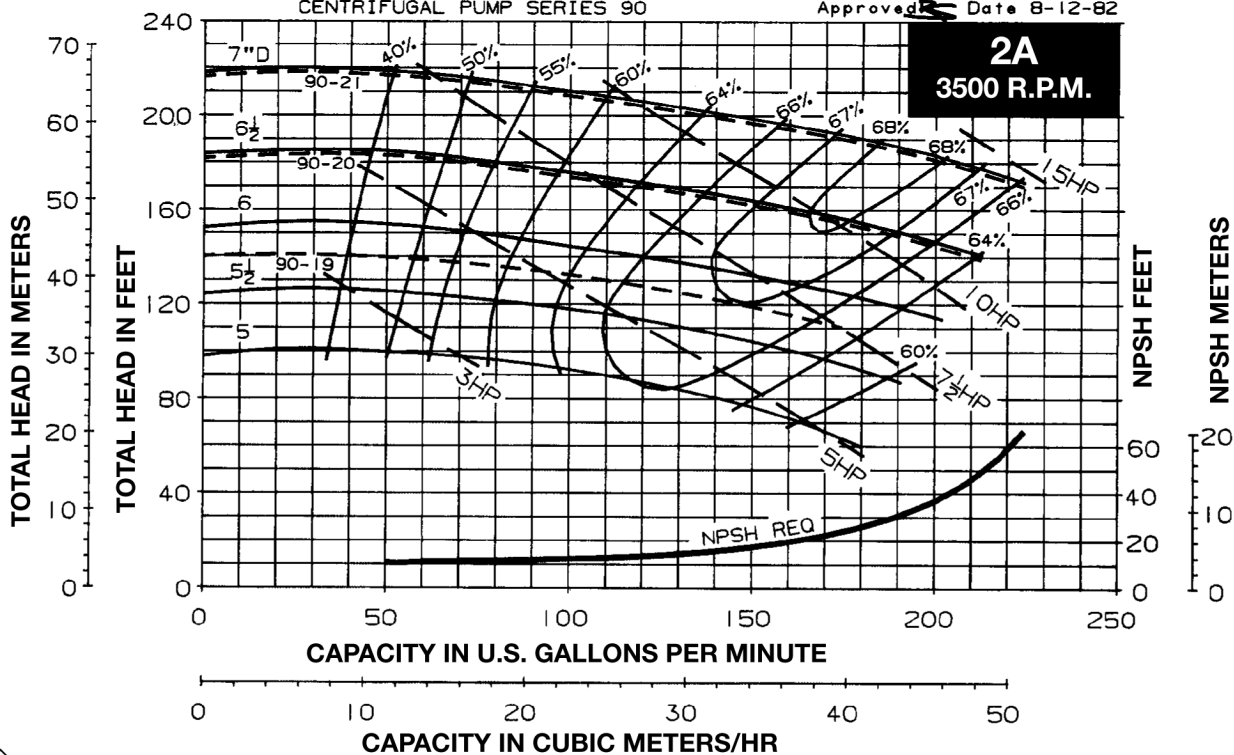 CENTRIFUGAL PUMP SERIES 90
Approved Date 8-12-82
2A
3500 R.P.M.
TOTAL HEAD IN METERS
70
60
50
40
30
20
10
0
TOTAL HEAD IN FEET
240
200
160
120
80
40
0
7"D
90-21
6½
90-20
6
90-19
5½
5
40%
50%
55%
60%
64%
66%
67%
68%
68%
67%
66%
64%
60%
15HP
10HP
7½HP
5HP
3HP
NPSH REQ
NPSH FEET
60
40
20
0
NPSH METERS
20
10
0
0 50 100 150 200 250
CAPACITY IN U.S. GALLONS PER MINUTE
0 10 20 30 40 50
CAPACITY IN CUBIC METERS/HR